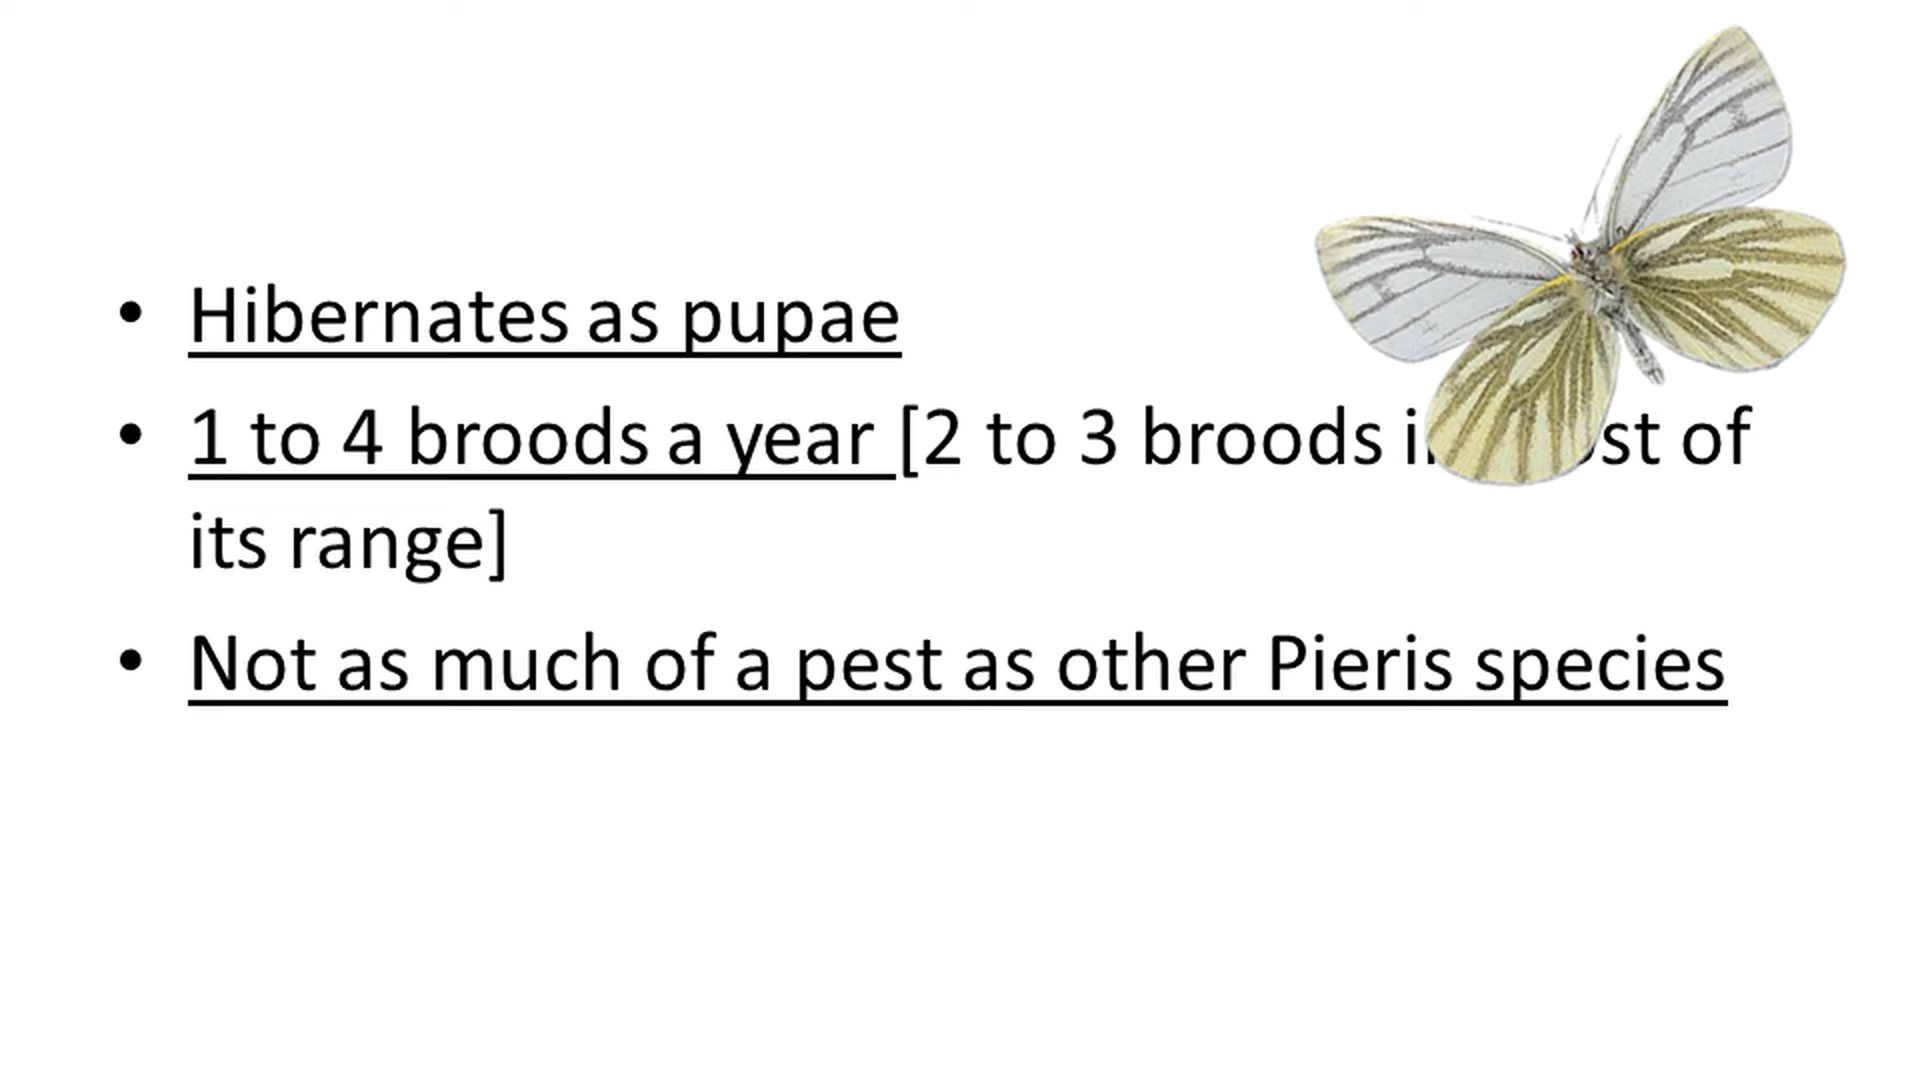 • Hibernates as pupae
• 1 to 4 broods a year [2 to 3 broods of
its range]
• Not as much of a pest as other Pieris species